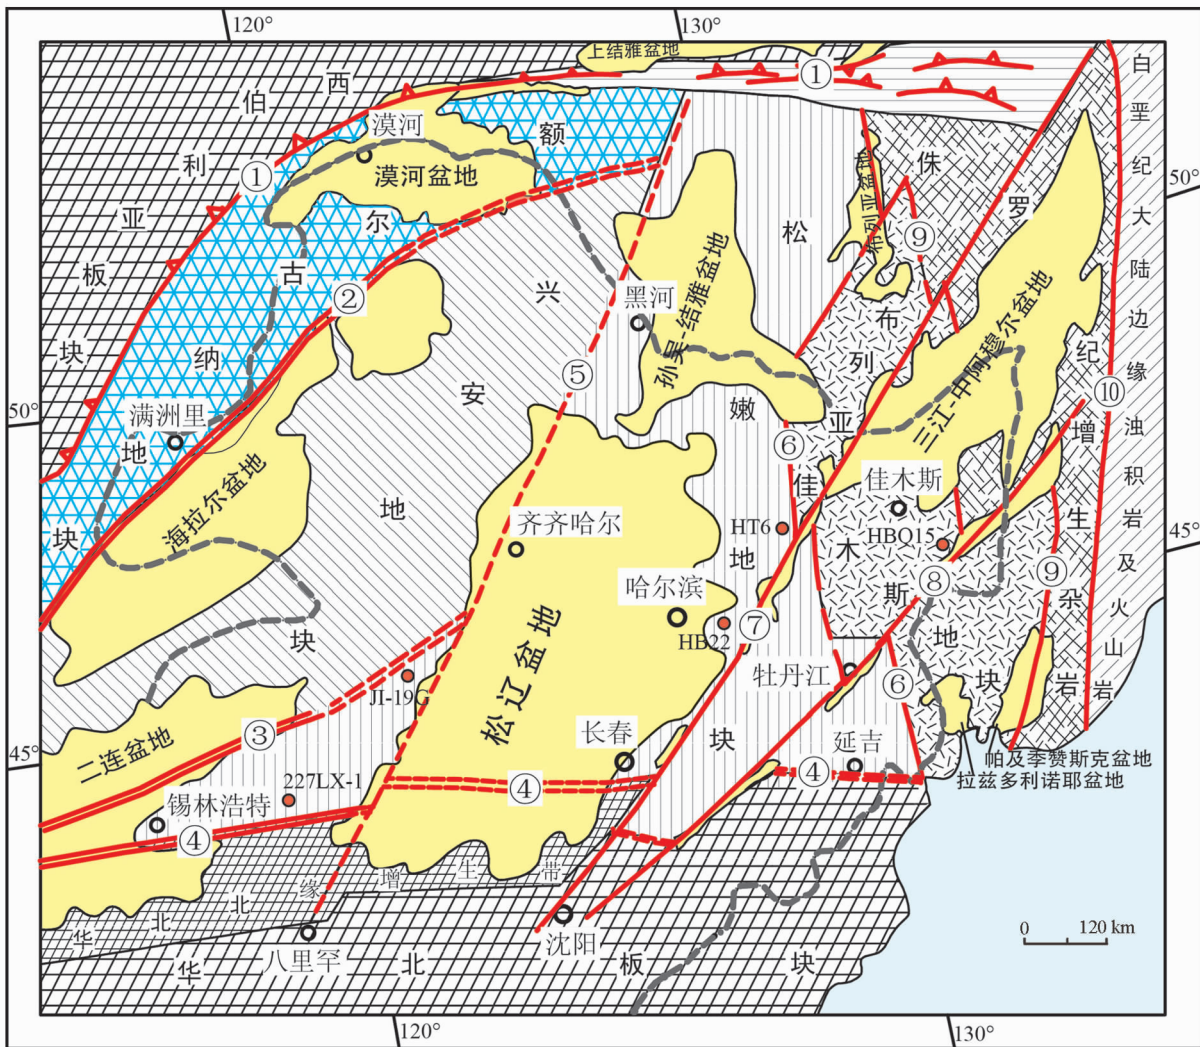 120°
130°
上结雅盆地
①
西伯利亚板块
白垩纪大陆边缘浊积岩及火山岩
漠河
漠河盆地
额尔古纳地块
①
②
布列亚盆地
侏罗纪增生杂岩
50°
⑨
松嫩地块
孙吴结雅盆地
黑河
兴安地块
⑤
布列亚佳木斯地块
三江-中阿穆尔盆地
⑩
50°
满洲里
⑥
海拉尔盆地
佳木斯
齐齐哈尔
HT6
HBQ15
45°
哈尔滨
⑧
⑨
HB22
⑦
松辽盆地
牡丹江
JI-19G
⑥
③
二连盆地
45°
长春
延吉
帕及季赞斯克盆地
拉兹多利诺耶盆地
227LX-1
④
④
锡林浩特
④
华北北缘增生带
0 120 km
八里罕
沈阳
华北板块
120°
130°